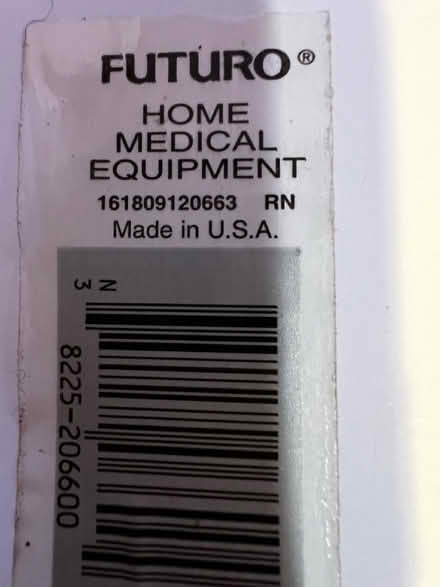 FUTURO®
HOME
MEDICAL
EQUIPMENT
161809120663 RN
Made in U.S.A.
N
3
8225-206600